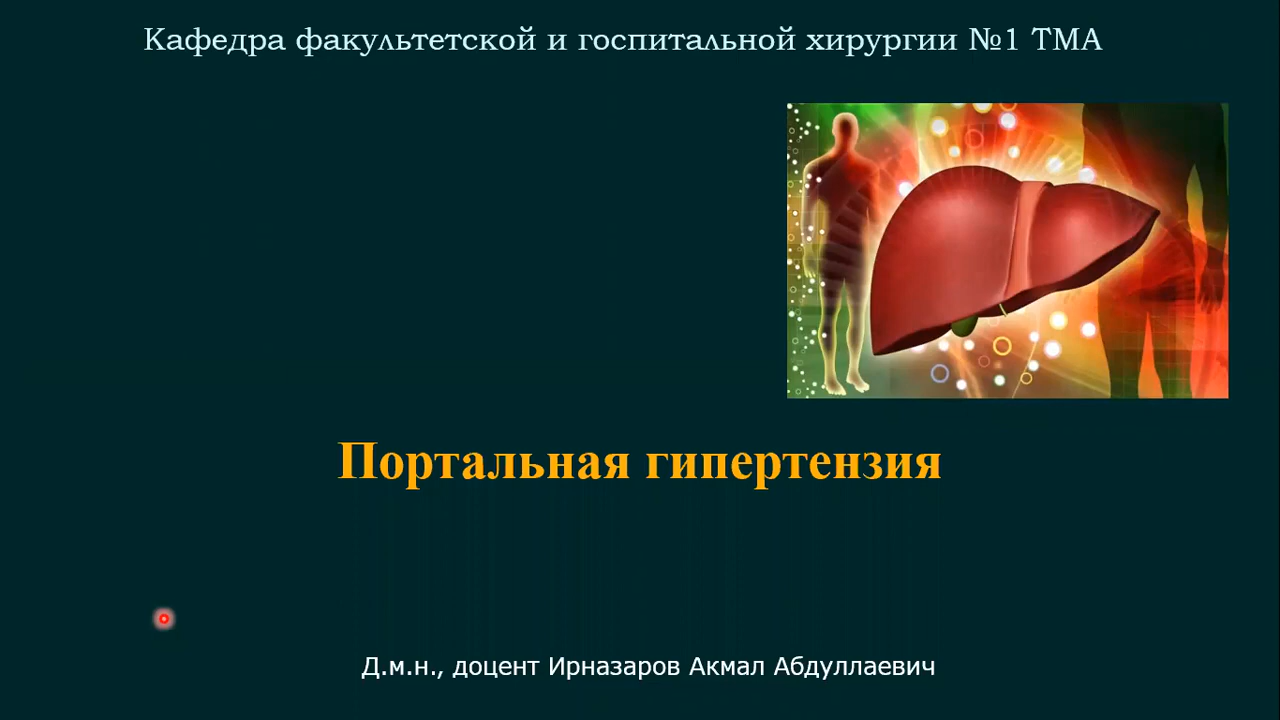 Кафедра факультетской и госпитальной хирургии №1 ТМА
Портальная гипертензия
Д.м.н., доцент Ирназаров Акмал Абдуллаевич